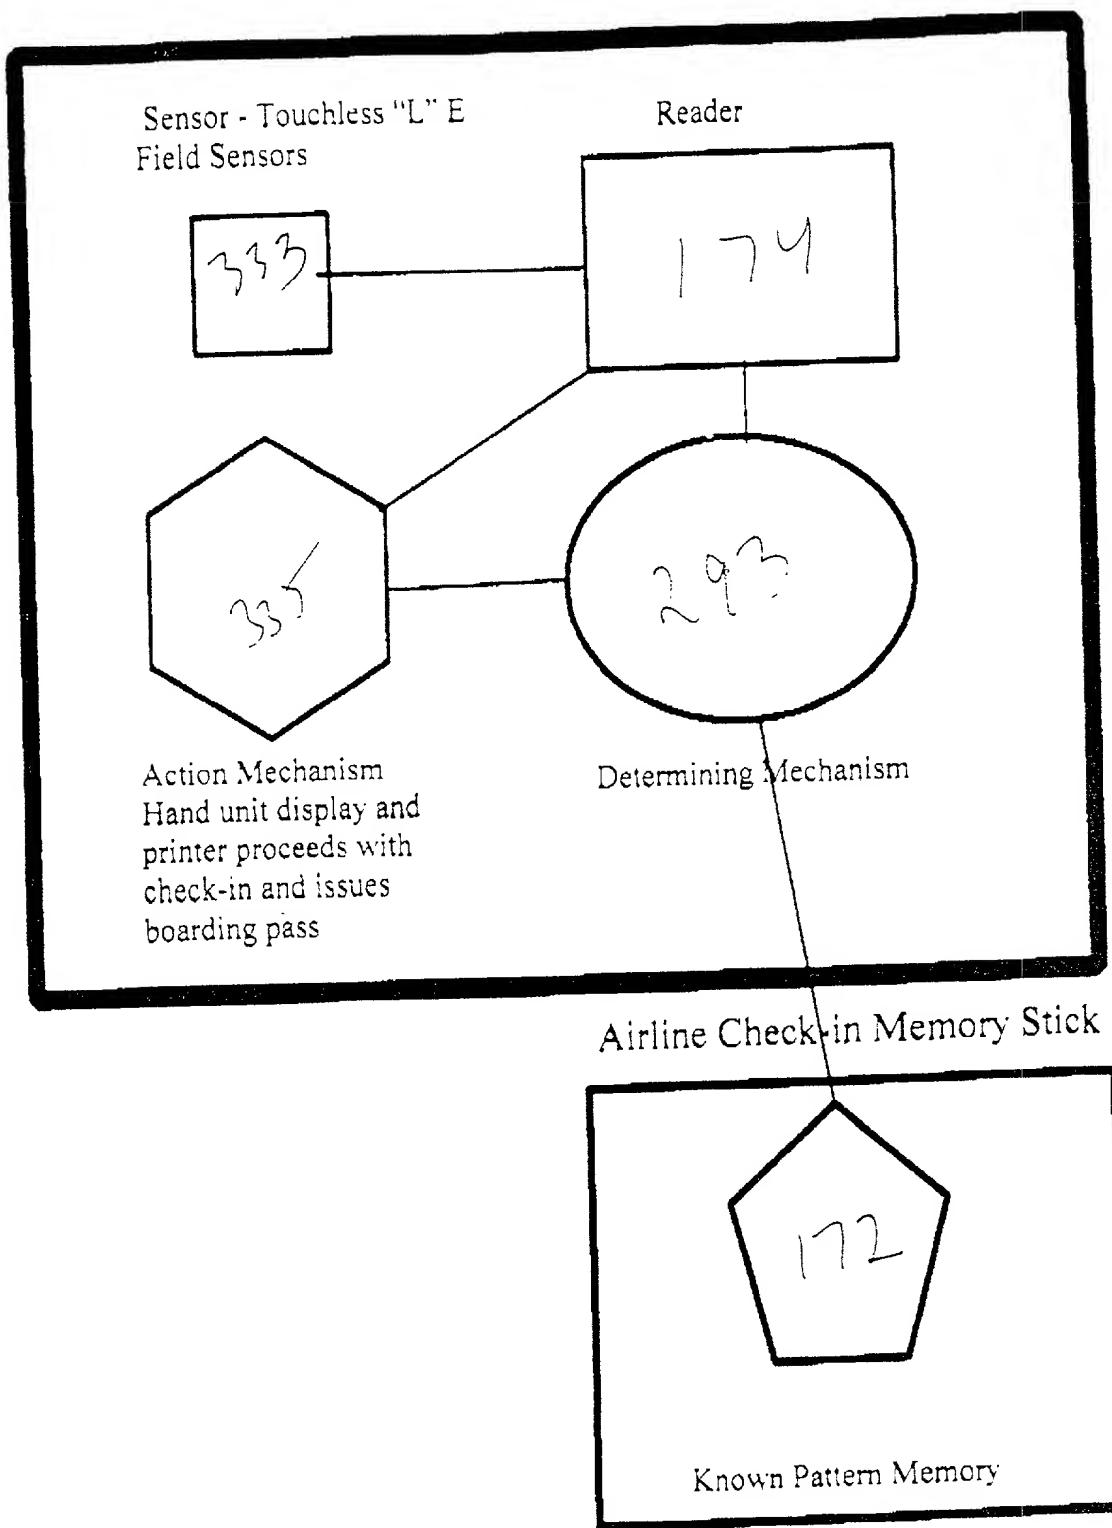 Sensor - Touchless "L" E
Field Sensors
Reader
333
174
335
293
Action Mechanism
Hand unit display and
printer proceeds with
check-in and issues
boarding pass
Determining Mechanism
Airline Check-in Memory Stick
172
Known Pattern Memory